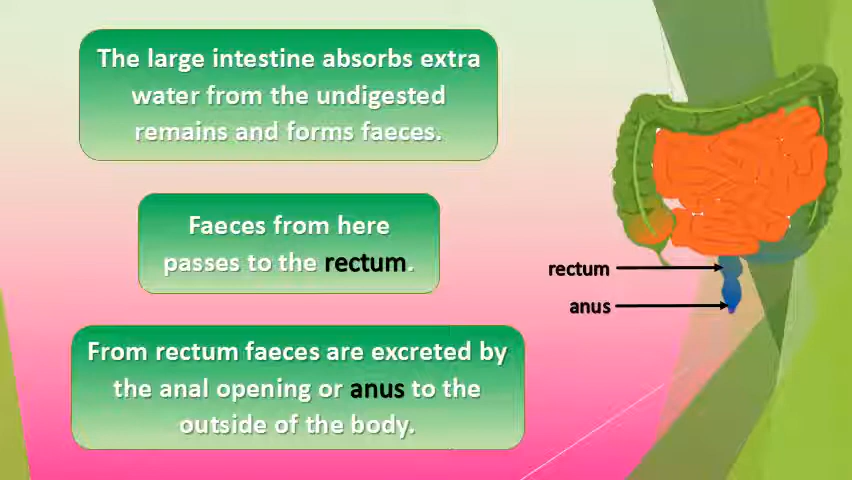 The large intestine absorbs extra
water from the undigested
remains and forms faeces.
Faeces from here
passes to the rectum.
rectum
anus
From rectum faeces are excreted by
the anal opening or anus to the
outside of the body.